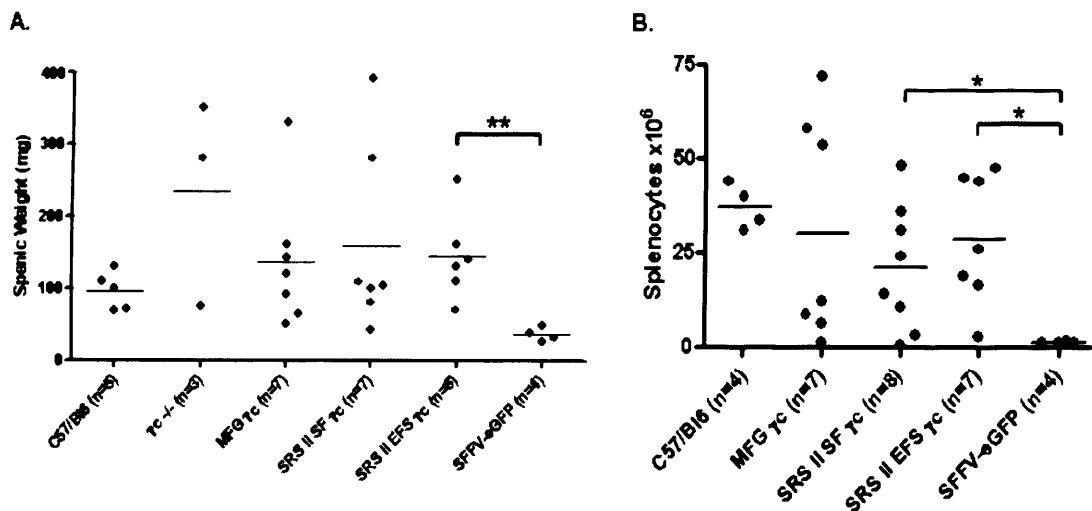 A.
Spenic Weight (mg)
400
300
200
100
0
**
C57/Bl6 (n=5)
γc -/- (n=3)
MFG γc (n=7)
SRS II SF γc (n=7)
SRS II EFS γc (n=6)
SFFV-eGFP (n=4)
B.
Splenocytes x10⁶
75
50
25
0
*
*
C57/Bl6 (n=4)
MFG γc (n=7)
SRS II SF γc (n=8)
SRS II EFS γc (n=7)
SFFV-eGFP (n=4)